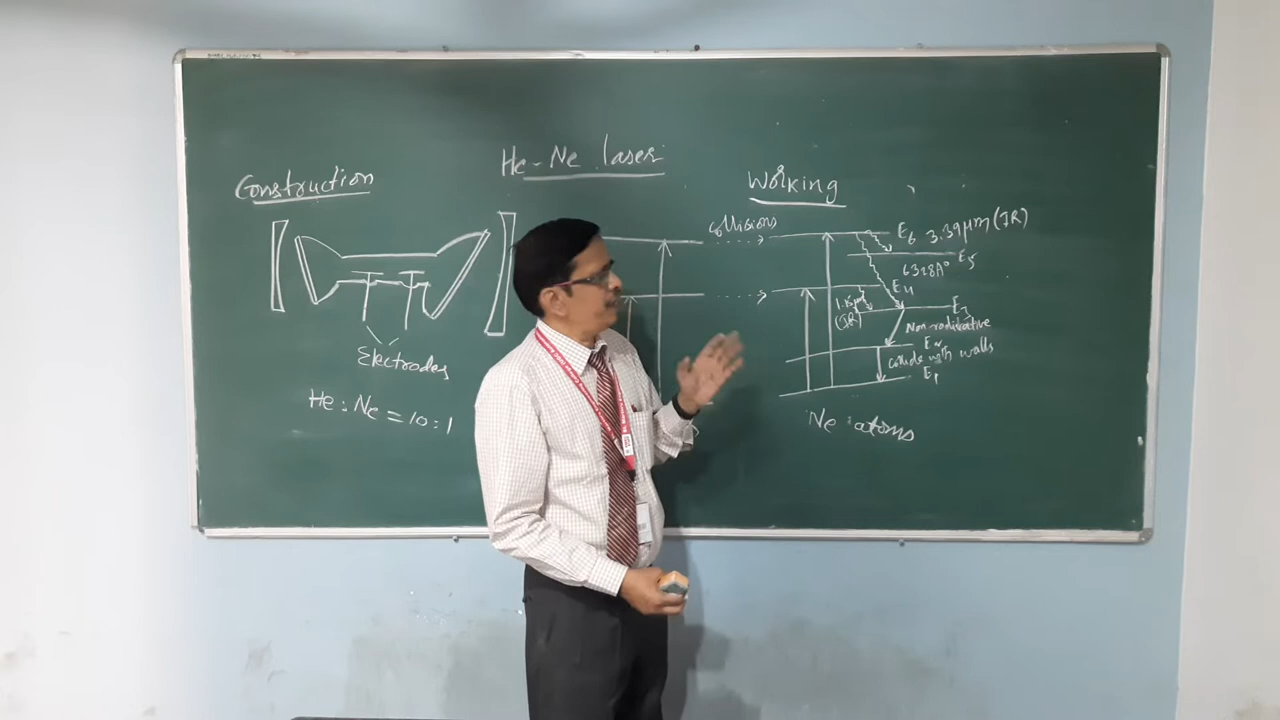 He-Ne laser
Construction
Electrodes
He : Ne = 10 : 1
Working
collisions
E6 3.39μm (IR)
E5
6328A°
E4
1.15μm
(IR)
E3
Non-radiative
E2
collide with walls
E1
Ne atoms